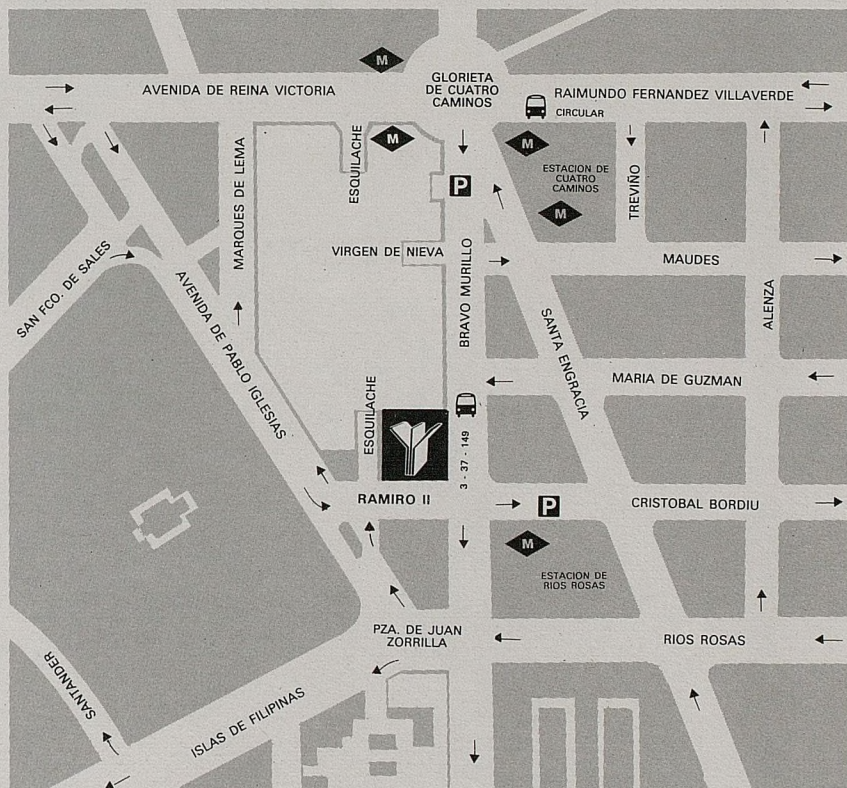 M
AVENIDA DE REINA VICTORIA
GLORIETA
DE CUATRO
CAMINOS
RAIMUNDO FERNANDEZ VILLAVERDE
CIRCULAR
M
M
ESQUILACHE
MARQUES DE LEMA
ESTACION DE
CUATRO
CAMINOS
TREVIÑO
P
M
SAN FCO. DE SALES
VIRGEN DE NIEVA
BRAVO MURILLO
MAUDES
ALENZA
AVENIDA DE PABLO IGLESIAS
SANTA ENGRACIA
MARIA DE GUZMAN
ESQUILACHE
3 - 37 - 149
RAMIRO II
P
CRISTOBAL BORDIU
M
ESTACION DE
RIOS ROSAS
PZA. DE JUAN
ZORRILLA
RIOS ROSAS
SANTANDER
ISLAS DE FILIPINAS